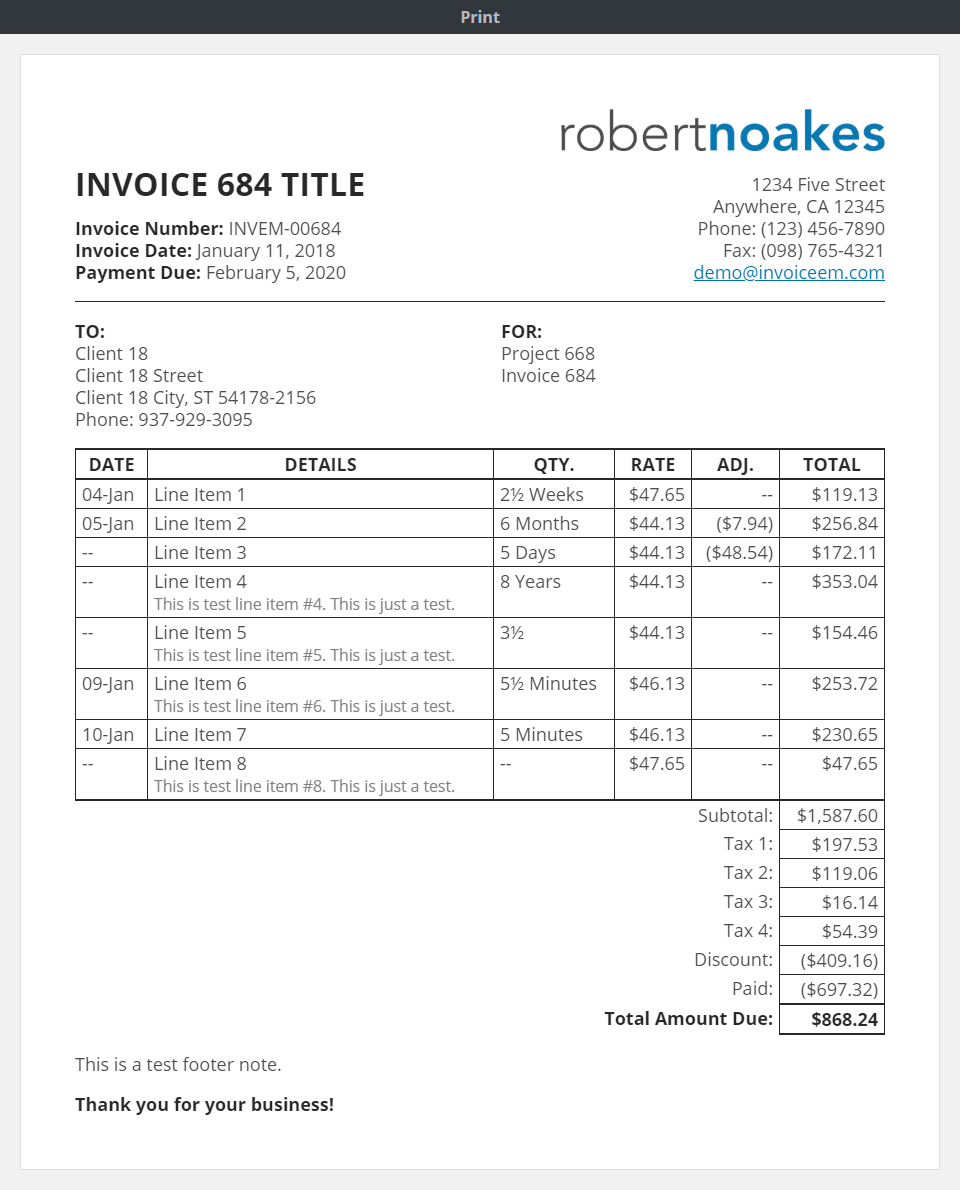 Print
robertnoakes
INVOICE 684 TITLE
1234 Five Street
Anywhere, CA 12345
Invoice Number: INVEM-00684
Phone: (123) 456-7890
Invoice Date: January 11, 2018
Fax: (098) 765-4321
Payment Due: February 5, 2020
demo@invoiceem.com
TO:
Client 18
Client 18 Street
Client 18 City, ST 54178-2156
Phone: 937-929-3095
FOR:
Project 668
Invoice 684
DATE DETAILS QTY. RATE ADJ. TOTAL
04-Jan Line Item 1 2½ Weeks $47.65 -- $119.13
05-Jan Line Item 2 6 Months $44.13 ($7.94) $256.84
-- Line Item 3 5 Days $44.13 ($48.54) $172.11
-- Line Item 4 8 Years $44.13 -- $353.04
This is test line item #4. This is just a test.
-- Line Item 5 3½ $44.13 -- $154.46
This is test line item #5. This is just a test.
09-Jan Line Item 6 5½ Minutes $46.13 -- $253.72
This is test line item #6. This is just a test.
10-Jan Line Item 7 5 Minutes $46.13 -- $230.65
-- Line Item 8 -- $47.65 -- $47.65
This is test line item #8. This is just a test.
Subtotal: $1,587.60
Tax 1: $197.53
Tax 2: $119.06
Tax 3: $16.14
Tax 4: $54.39
Discount: ($409.16)
Paid: ($697.32)
Total Amount Due: $868.24
This is a test footer note.
Thank you for your business!